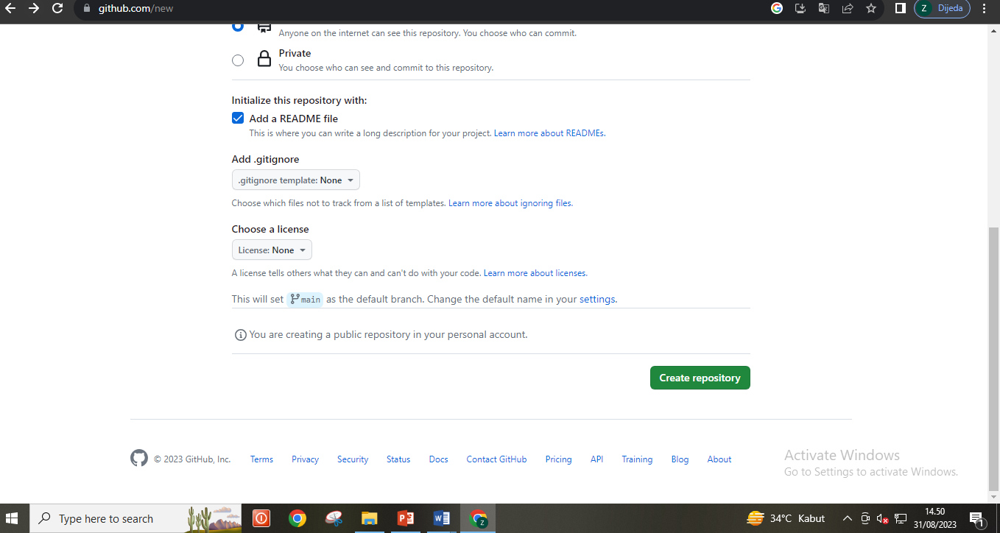 github.com/new
Z Dijeda
Anyone on the internet can see this repository. You choose who can commit.
Private
You choose who can see and commit to this repository.
Initialize this repository with:
Add a README file
This is where you can write a long description for your project. Learn more about READMEs.
Add .gitignore
.gitignore template: None
Choose which files not to track from a list of templates. Learn more about ignoring files.
Choose a license
License: None
A license tells others what they can and can't do with your code. Learn more about licenses.
This will set main as the default branch. Change the default name in your settings.
You are creating a public repository in your personal account.
Create repository
© 2023 GitHub, Inc. Terms Privacy Security Status Docs Contact GitHub Pricing API Training Blog About
Activate Windows
Go to Settings to activate Windows.
Type here to search
34°C Kabut
14.50
31/08/2023
1